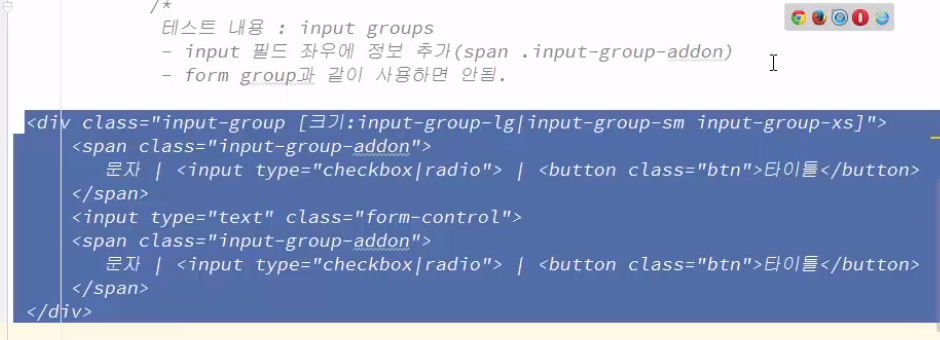 /*
테스트 내용 : input groups
- input 필드 좌우에 정보 추가(span .input-group-addon)
- form group과 같이 사용하면 안됨.
<div class="input-group [크기:input-group-lg|input-group-sm input-group-xs]">
<span class="input-group-addon">
문자 | <input type="checkbox|radio"> | <button class="btn">타이틀</button>
</span>
<input type="text" class="form-control">
<span class="input-group-addon">
문자 | <input type="checkbox|radio"> | <button class="btn">타이틀</button>
</span>
</div>